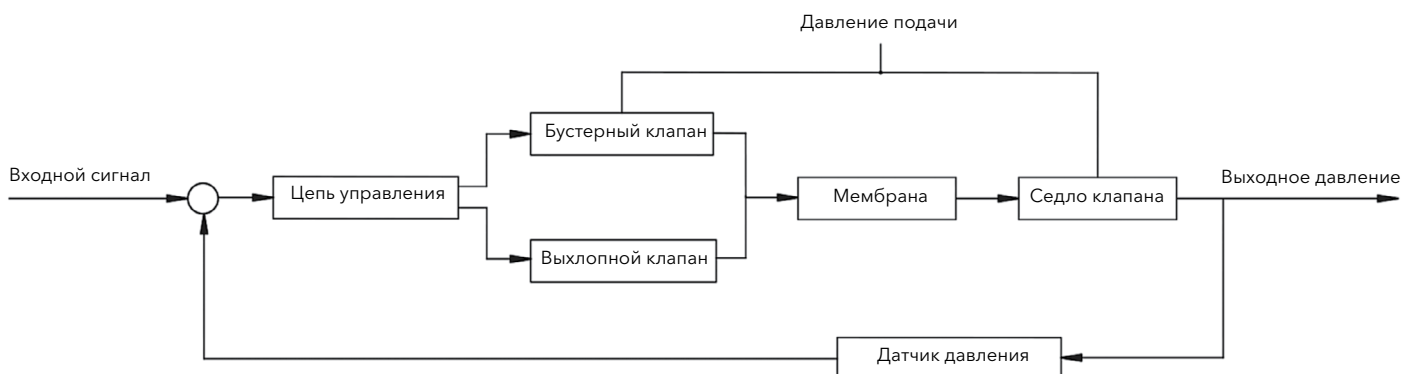 Давление подачи
Бустерный клапан
Входной сигнал
Цепь управления
Мембрана
Седло клапана
Выходное давление
Выхлопной клапан
Датчик давления